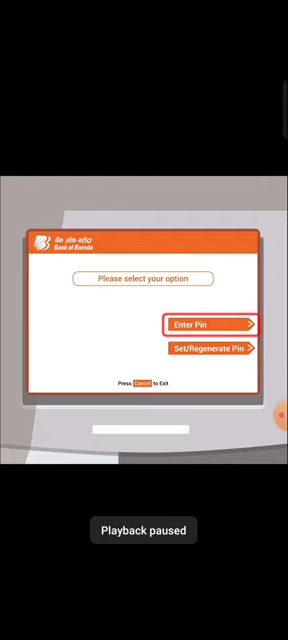 बैंक ऑफ़ बड़ौदा
Bank of Baroda
Please select your option
Enter Pin
Set/Regenerate Pin
Press Cancel to Exit
Playback paused